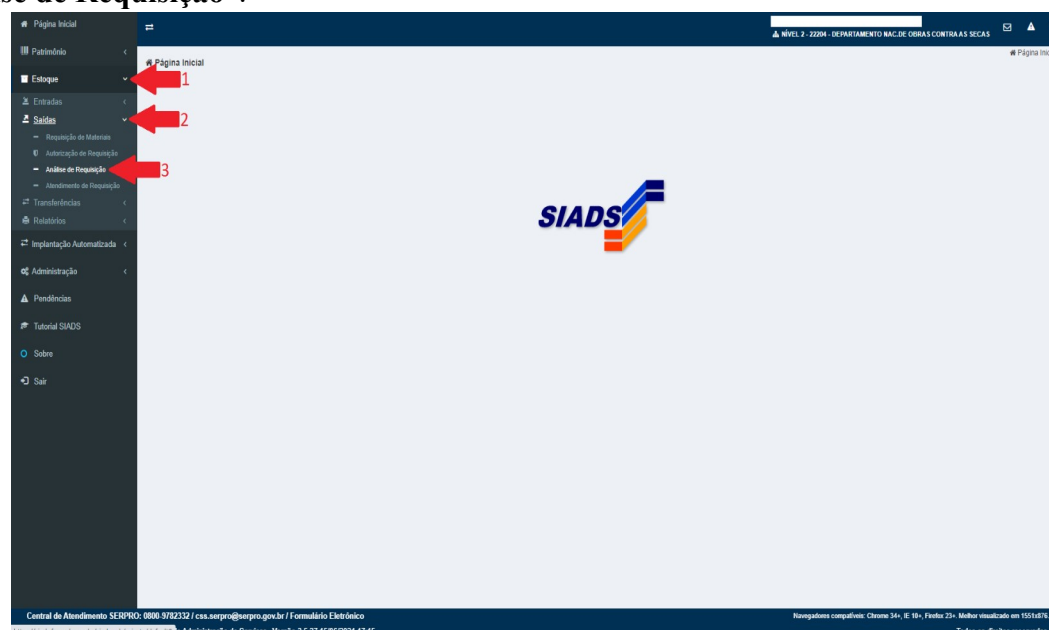 se de Requisição".
Página Inicial
NÍVEL 2 - 22204 - DEPARTAMENTO NAC.DE OBRAS CONTRA AS SECAS
Patrimônio
Página Inic
Página Inicial
Estoque
1
Entradas
Saídas
2
Requisição de Materiais
Autorização de Requisição
Análise de Requisição
3
Atendimento de Requisição
Transferências
Relatórios
SIADS
Implantação Automatizada
Administração
Pendências
Tutorial SIADS
Sobre
Sair
Central de Atendimento SERPRO: 0800-9782332 / css.serpro@serpro.gov.br / Formulário Eletrônico
Navegadores compatíveis: Chrome 34+, IE 10+, Firefox 23+. Melhor visualizado em 1551x876.